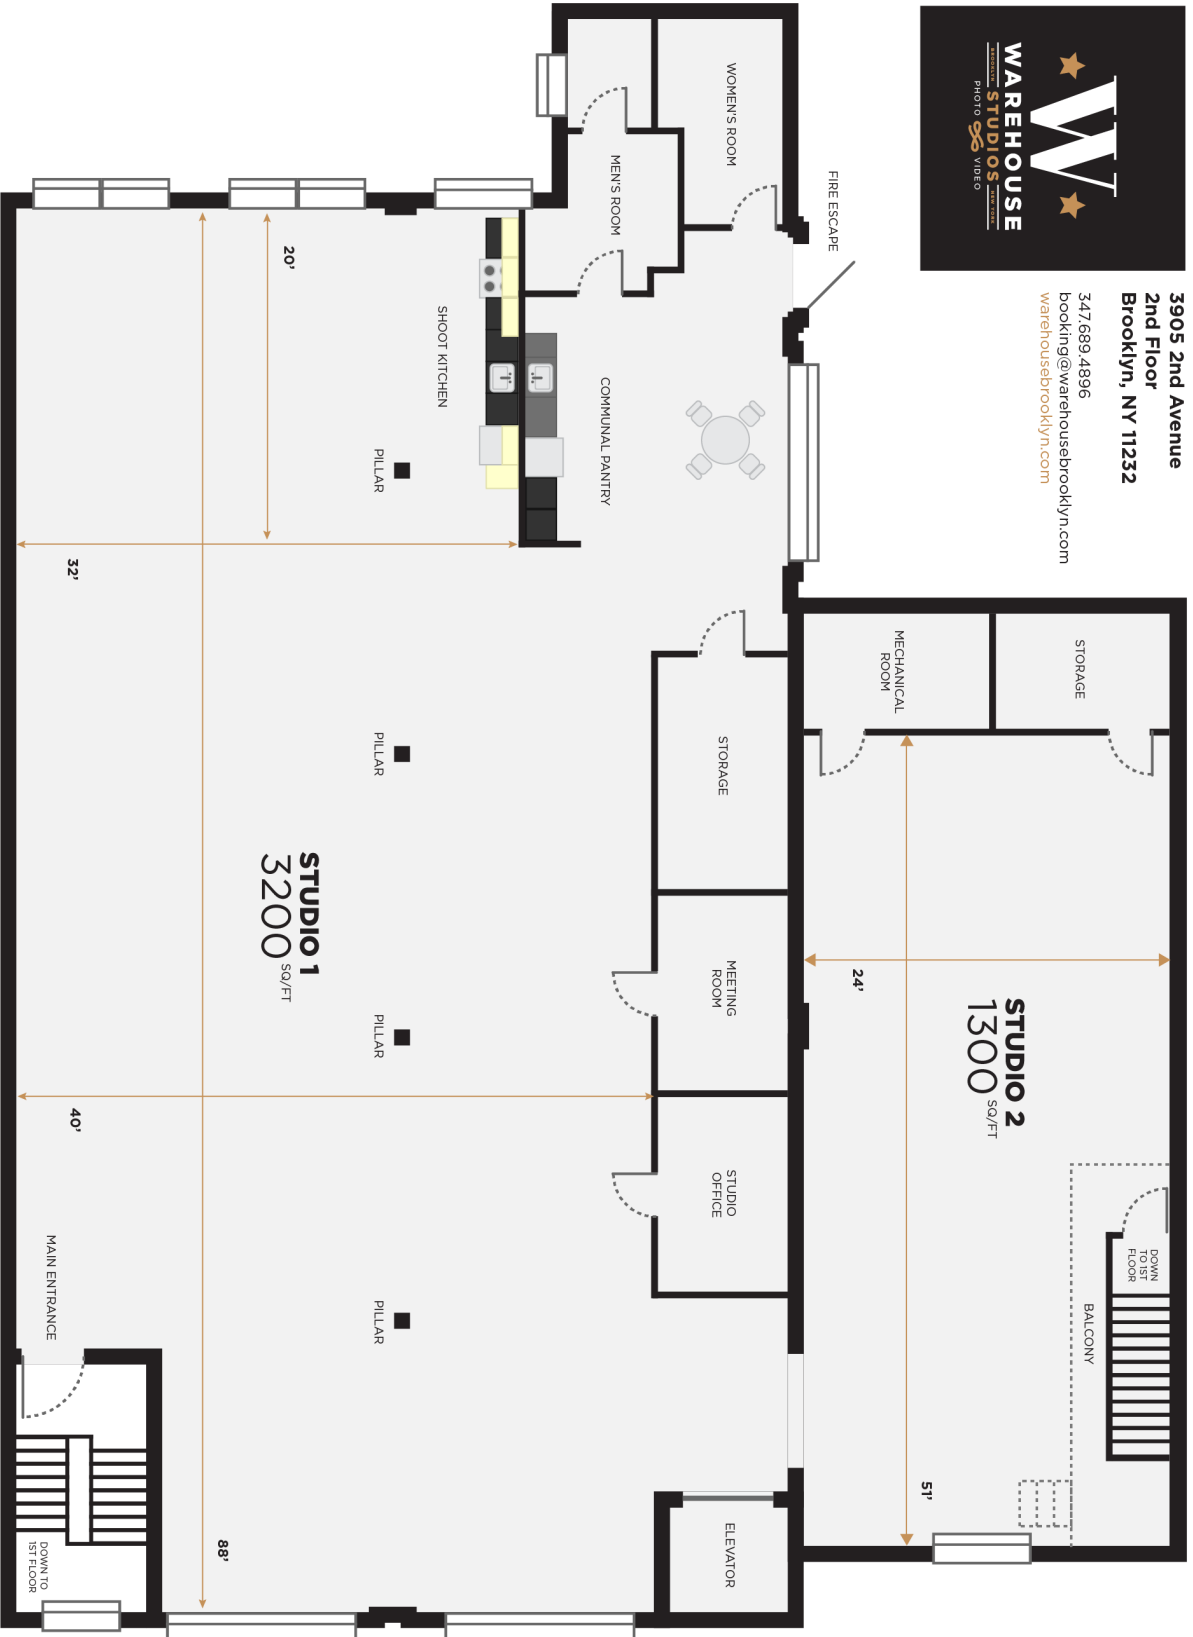 W
WAREHOUSE
BROOKLYN STUDIOS NEW YORK
PHOTO & VIDEO
3905 2nd Avenue
2nd Floor
Brooklyn, NY 11232
347.689.4896
booking@warehousebrooklyn.com
warehousebrooklyn.com
FIRE ESCAPE
WOMEN'S ROOM
MEN'S ROOM
COMMUNAL PANTRY
SHOOT KITCHEN
20'
32'
PILLAR
PILLAR
PILLAR
PILLAR
STORAGE
MECHANICAL
ROOM
STORAGE
MEETING
ROOM
STUDIO
OFFICE
STUDIO 1
3200 SQ/FT
STUDIO 2
1300 SQ/FT
24'
40'
51'
88'
DOWN
TO 1ST
FLOOR
BALCONY
MAIN ENTRANCE
DOWN TO
1ST FLOOR
ELEVATOR